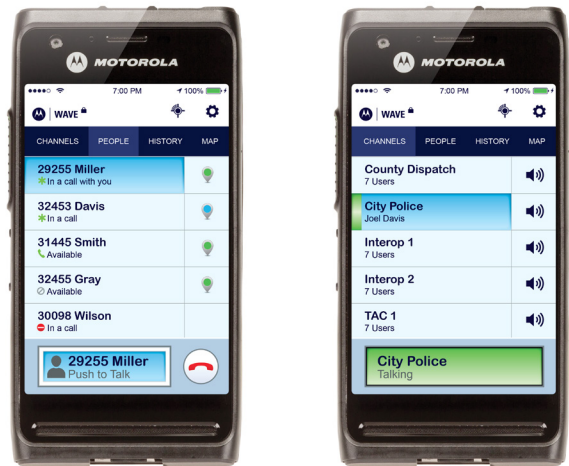 MOTOROLA
7:00 PM
100%
WAVE
CHANNELS PEOPLE HISTORY MAP
29255 Miller
In a call with you
32453 Davis
In a call
31445 Smith
Available
32455 Gray
Available
30098 Wilson
In a call
29255 Miller
Push to Talk
MOTOROLA
7:00 PM
100%
WAVE
CHANNELS PEOPLE HISTORY MAP
County Dispatch
7 Users
City Police
Joel Davis
Interop 1
7 Users
Interop 2
7 Users
TAC 1
7 Users
City Police
Talking